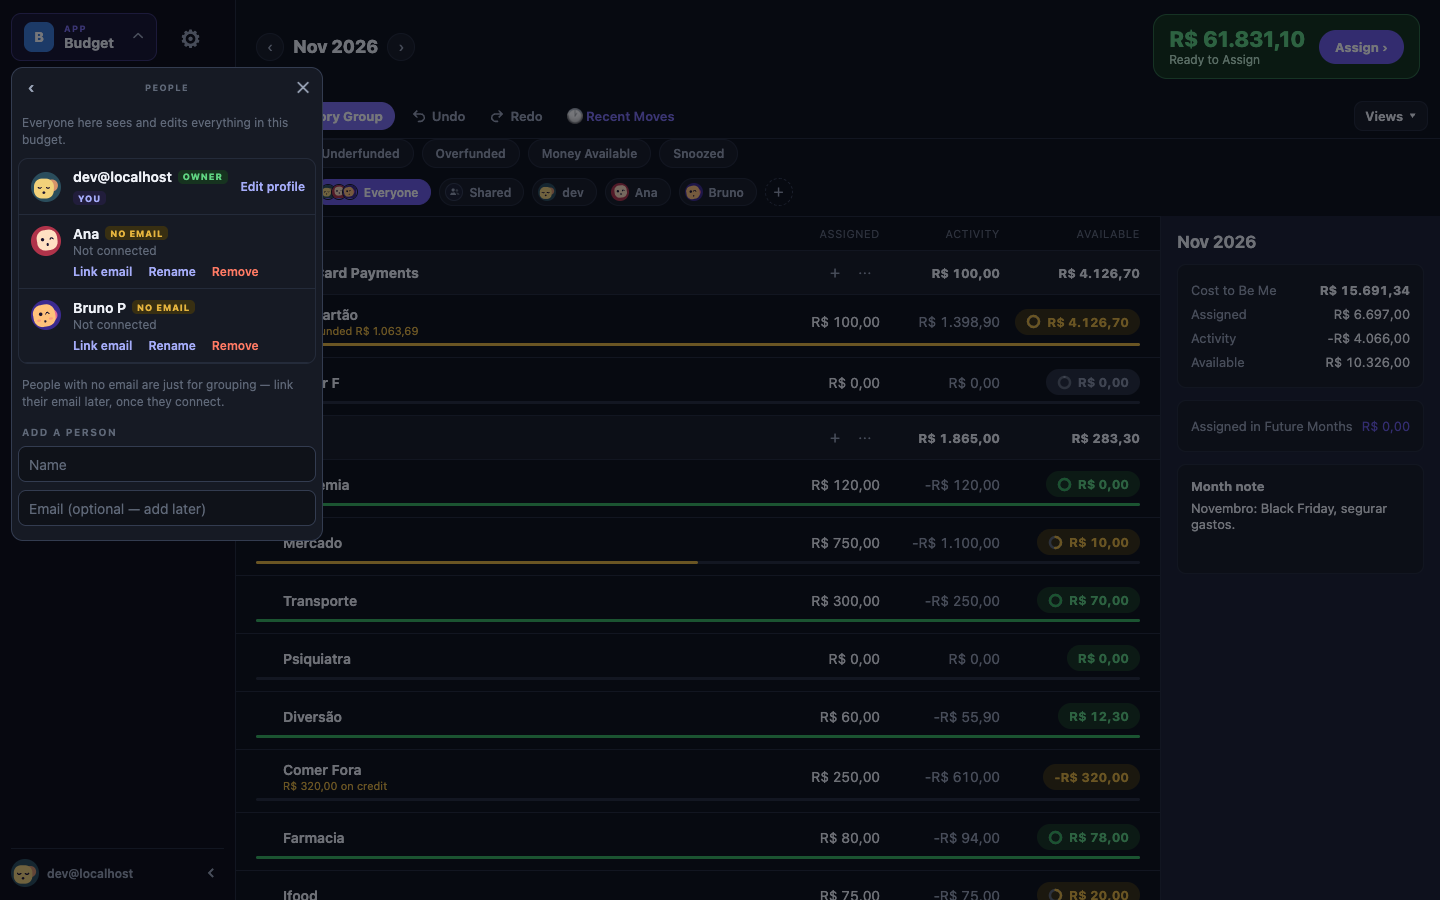 B
APP
Budget
‹
PEOPLE
Everyone here sees and edits everything in this
budget.
dev@localhost OWNER
YOU
Edit profile
Ana NO EMAIL
Not connected
Link email Rename Remove
Bruno P NO EMAIL
Not connected
Link email Rename Remove
People with no email are just for grouping — link
their email later, once they connect.
ADD A PERSON
Name
Email (optional — add later)
dev@localhost
‹ Nov 2026 ›
R$ 61.831,10
Ready to Assign
Assign ›
ory Group Undo Redo Recent Moves Views
Underfunded Overfunded Money Available Snoozed
Everyone Shared dev Ana Bruno +
ASSIGNED ACTIVITY AVAILABLE
ard Payments + ... R$ 100,00 R$ 4.126,70
artão R$ 100,00 R$ 1.398,90 R$ 4.126,70
unded R$ 1.063,69
r F R$ 0,00 R$ 0,00 R$ 0,00
+ ... R$ 1.865,00 R$ 283,30
emia R$ 120,00 -R$ 120,00 R$ 0,00
Mercado R$ 750,00 -R$ 1.100,00 R$ 10,00
Transporte R$ 300,00 -R$ 250,00 R$ 70,00
Psiquiatra R$ 0,00 R$ 0,00 R$ 0,00
Diversão R$ 60,00 -R$ 55,90 R$ 12,30
Comer Fora R$ 250,00 -R$ 610,00 -R$ 320,00
R$ 320,00 on credit
Farmacia R$ 80,00 -R$ 94,00 R$ 78,00
Ifood R$ 75,00 -R$ 75,00 R$ 20,00
Nov 2026
Cost to Be Me R$ 15.691,34
Assigned R$ 6.697,00
Activity -R$ 4.066,00
Available R$ 10.326,00
Assigned in Future Months R$ 0,00
Month note
Novembro: Black Friday, segurar
gastos.